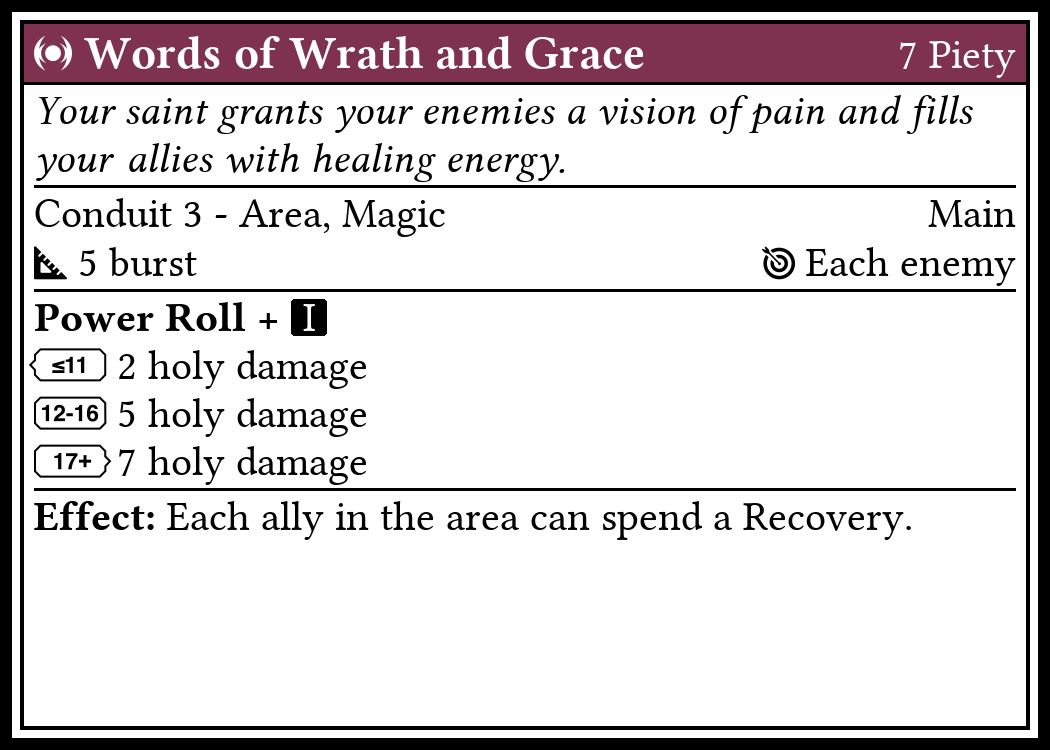 Words of Wrath and Grace 7 Piety
Your saint grants your enemies a vision of pain and fills
your allies with healing energy.
Conduit 3 - Area, Magic Main
5 burst Each enemy
Power Roll + I
≤11 2 holy damage
12-16 5 holy damage
17+ 7 holy damage
Effect: Each ally in the area can spend a Recovery.